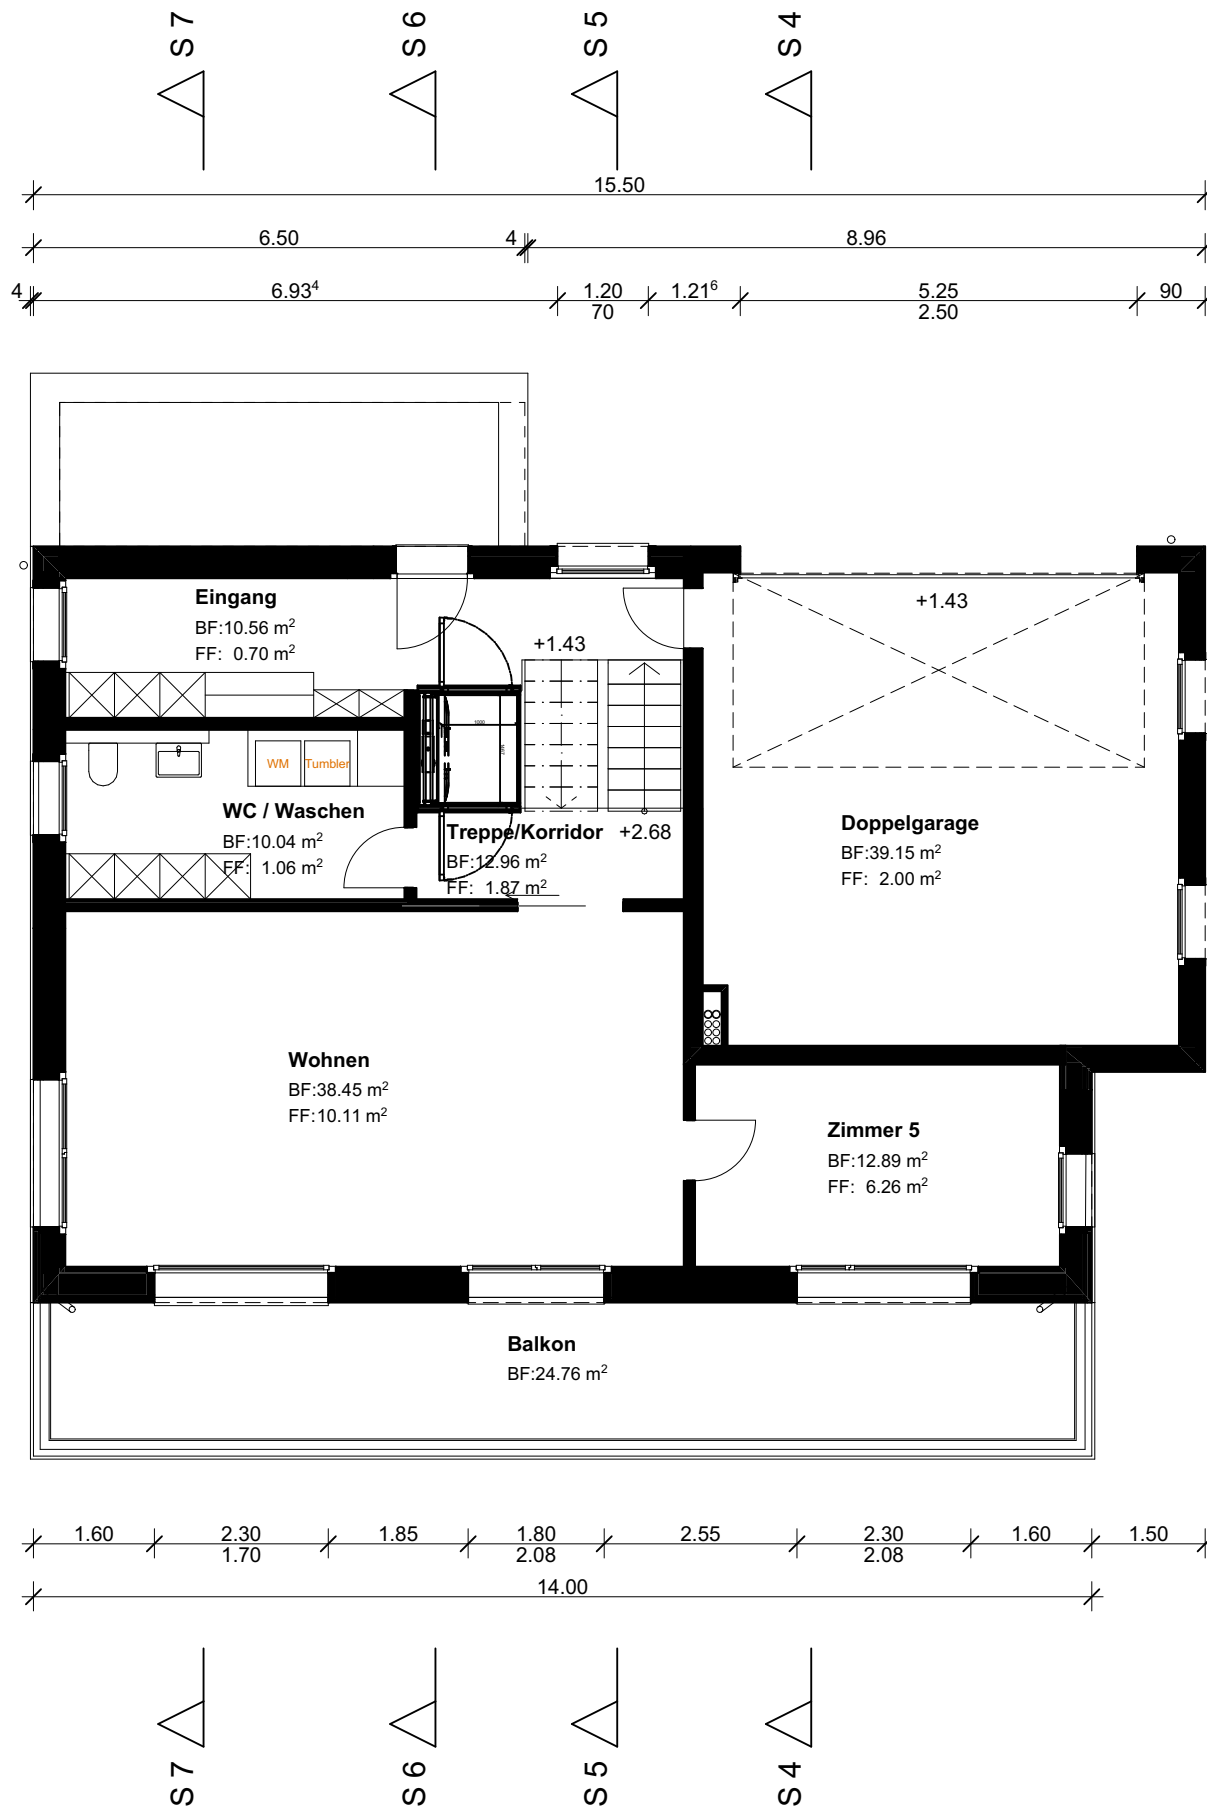 S 7
S 6
S 5
S 4
15.50
6.50 4 8.96
4 6.93⁴ 1.20 1.21⁶ 5.25 90
70 2.50
Eingang
BF:10.56 m²
FF: 0.70 m²
+1.43
+1.43
WM
Tumbler
1000
WC / Waschen
BF:10.04 m²
FF: 1.06 m²
Treppe/Korridor
+2.68
BF:12.96 m²
FF: 1.87 m²
Doppelgarage
BF:39.15 m²
FF: 2.00 m²
Wohnen
BF:38.45 m²
FF:10.11 m²
Zimmer 5
BF:12.89 m²
FF: 6.26 m²
Balkon
BF:24.76 m²
1.60 2.30 1.85 1.80 2.55 2.30 1.60 1.50
1.70 2.08 2.08
14.00
S 7
S 6
S 5
S 4